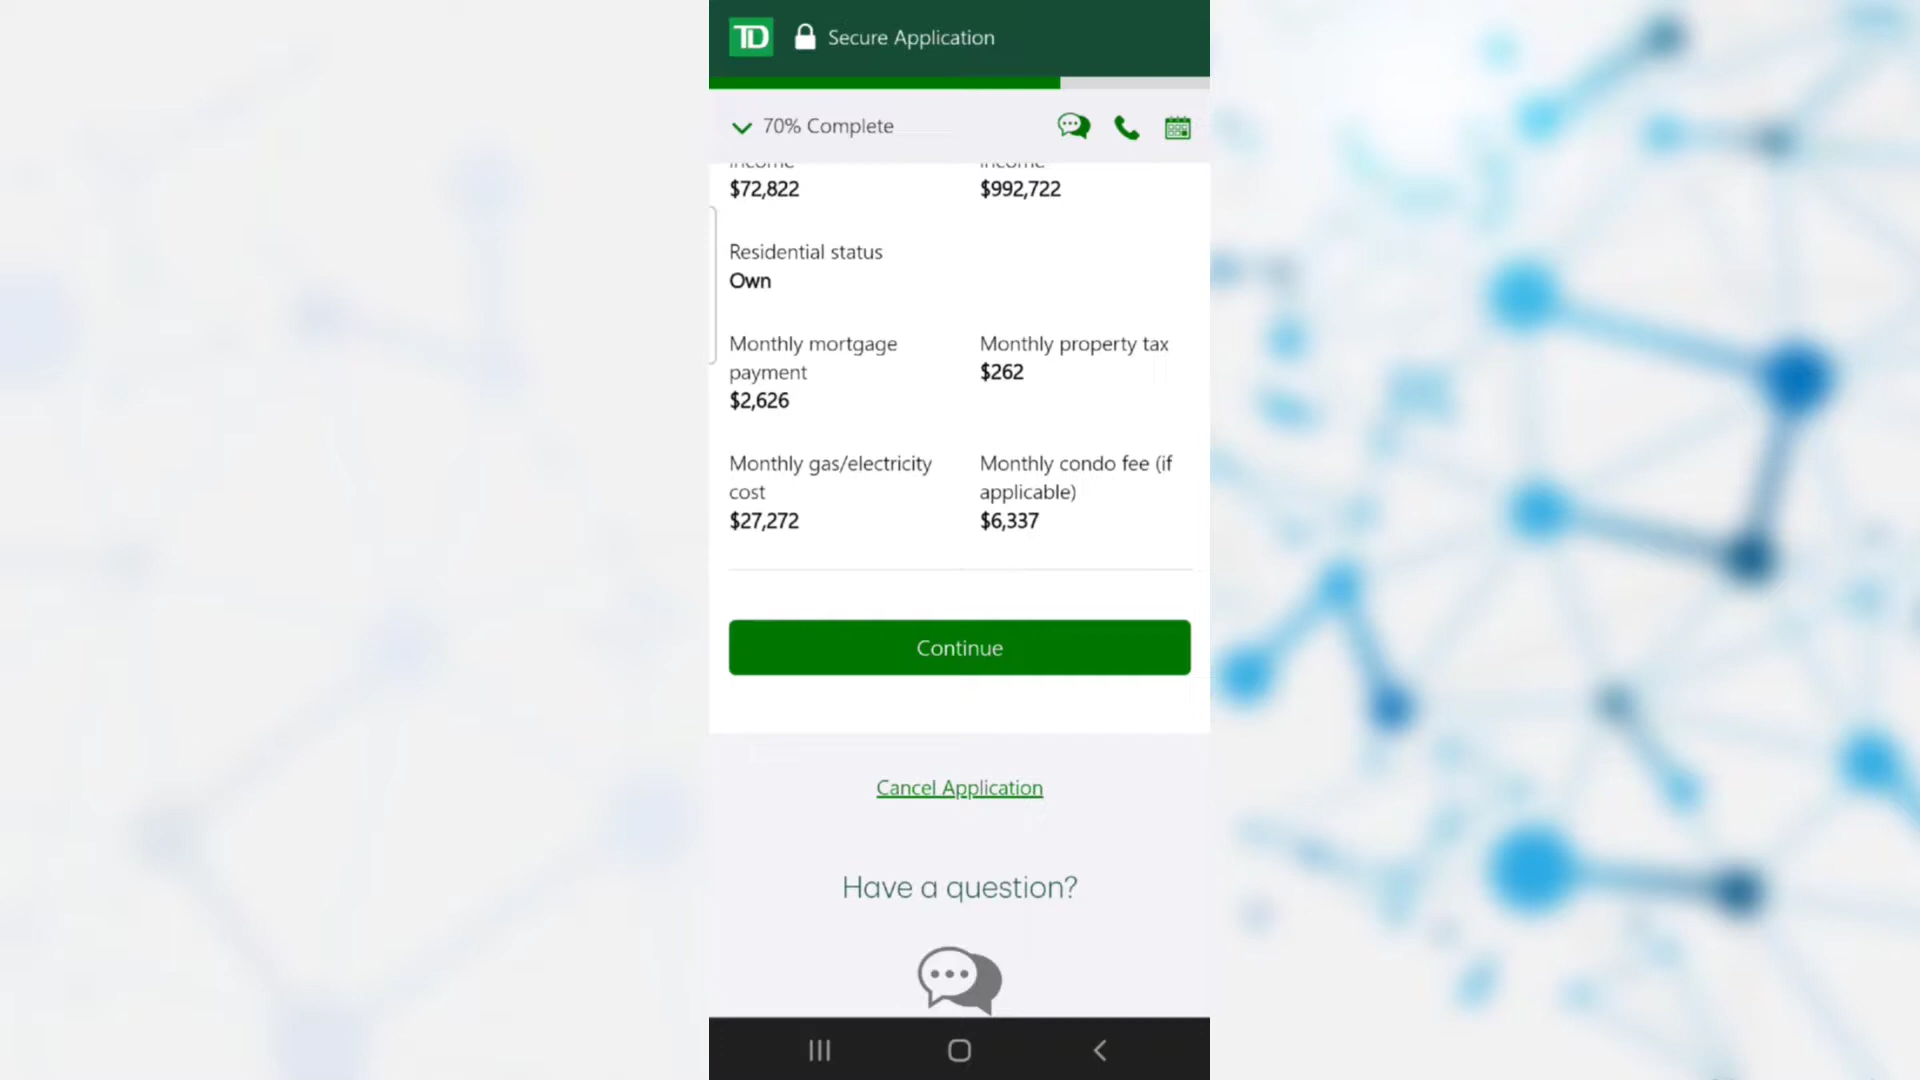 TD Secure Application
70% Complete
income income
$72,822 $992,722
Residential status
Own
Monthly mortgage
payment
$2,626
Monthly property tax
$262
Monthly gas/electricity
cost
$27,272
Monthly condo fee (if
applicable)
$6,337
Continue
Cancel Application
Have a question?